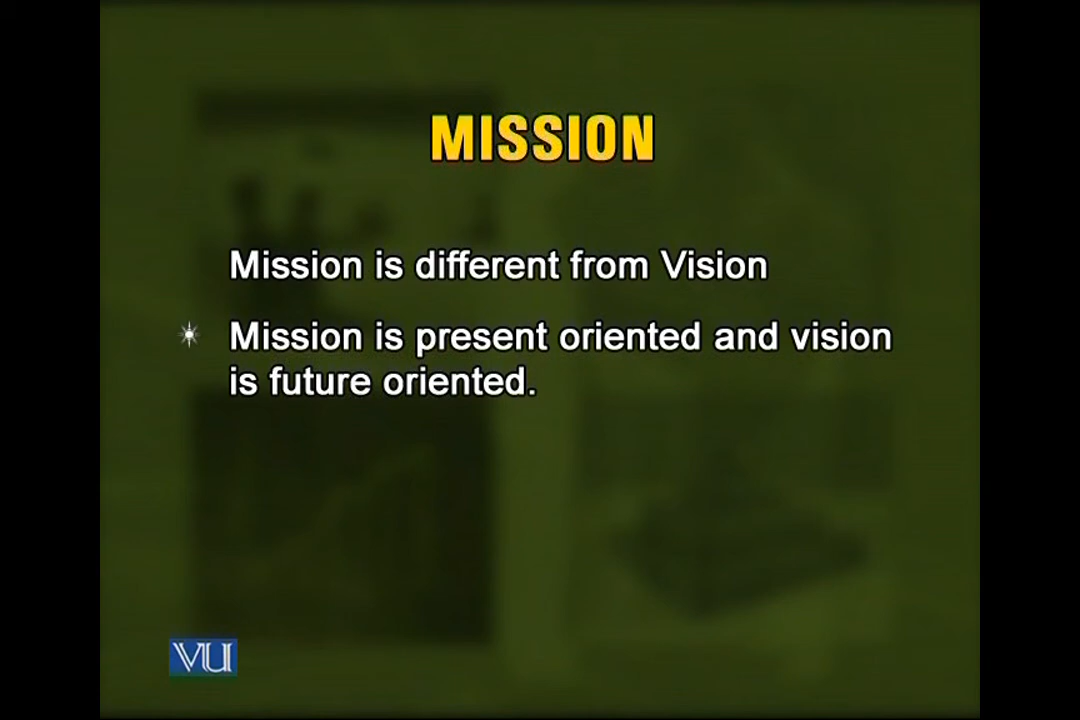 MISSION
Mission is different from Vision
Mission is present oriented and vision
is future oriented.
VU